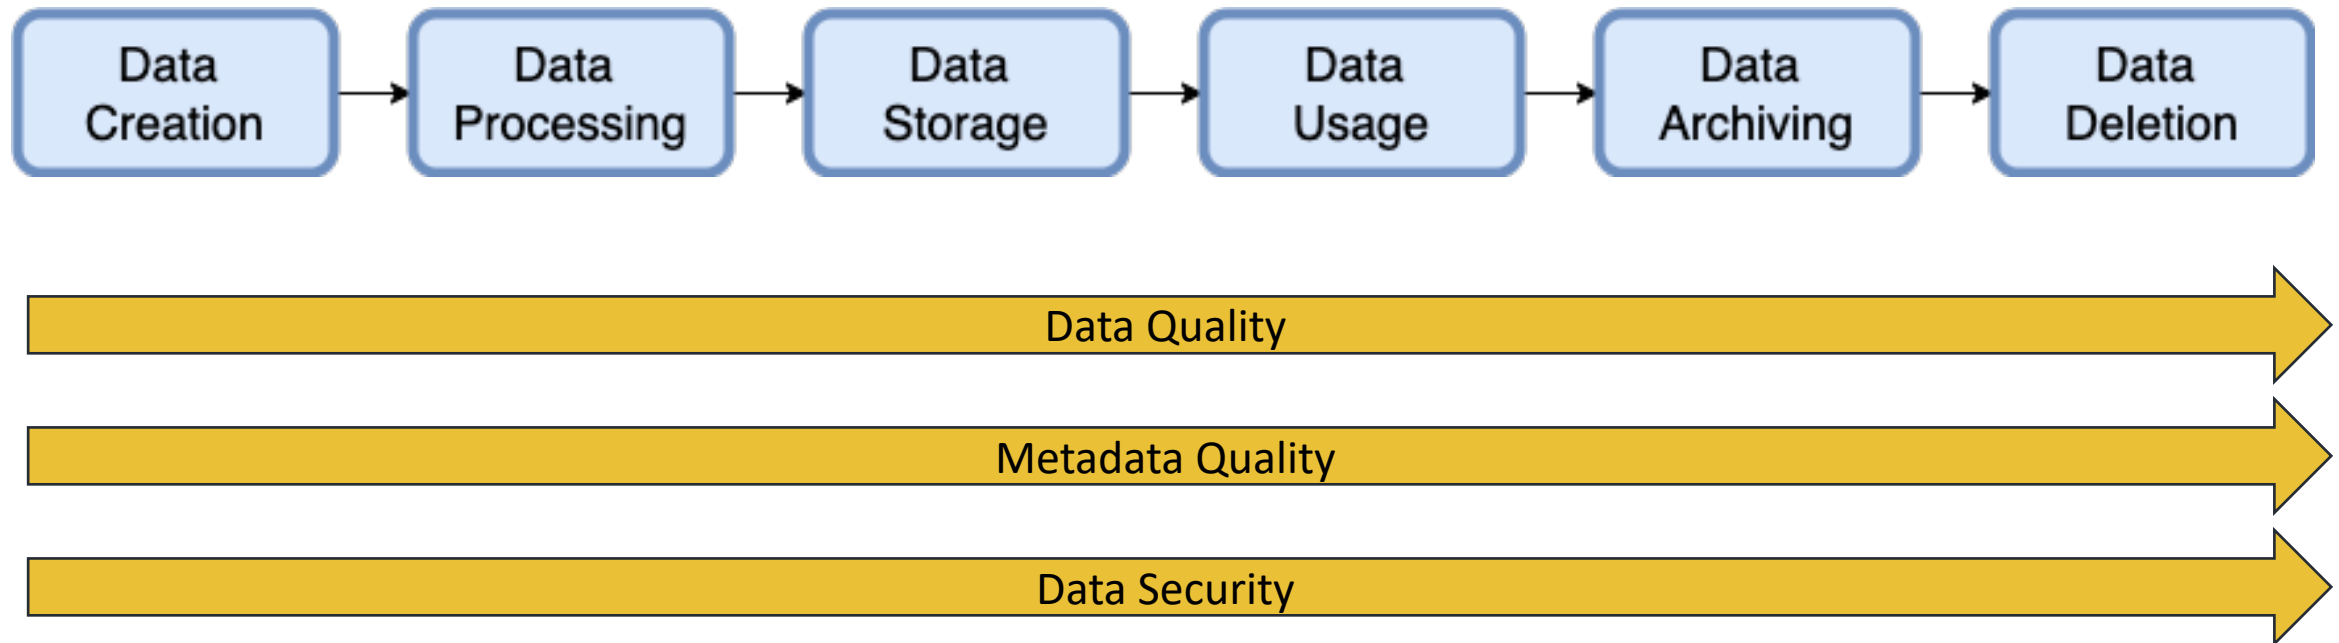 Data
Creation
Data
Processing
Data
Storage
Data
Usage
Data
Archiving
Data
Deletion
Data Quality
Metadata Quality
Data Security